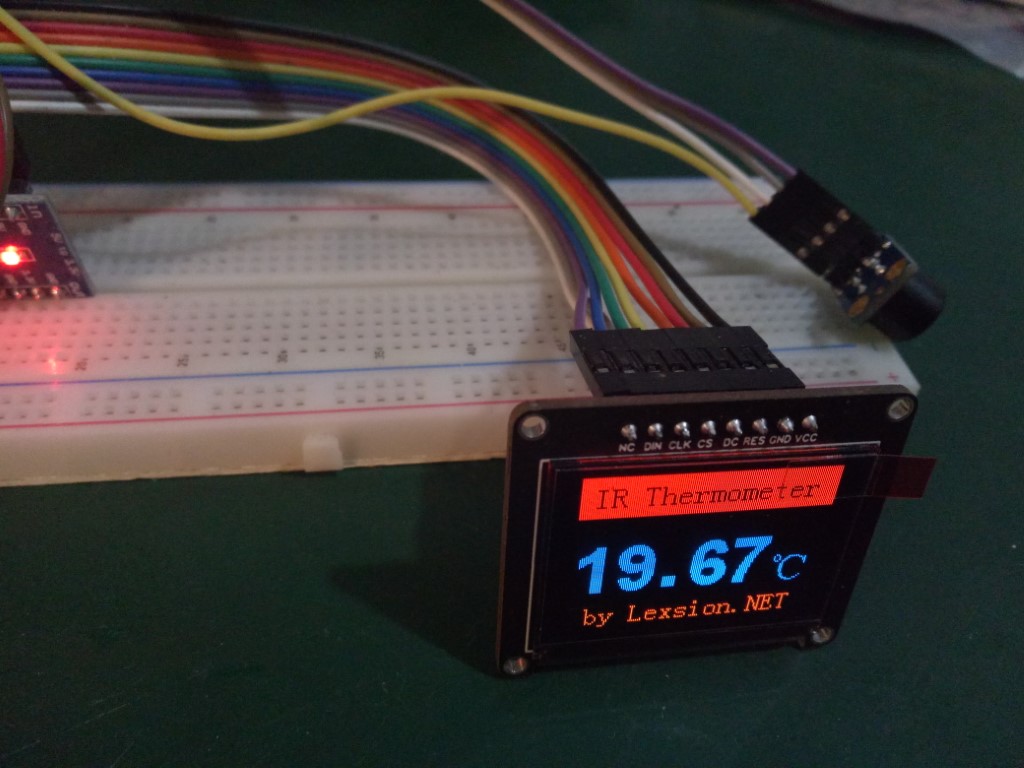 NC DIN CLK CS DC RES GND VCC
IR Thermometer
19.67℃
by Lexsion.NET